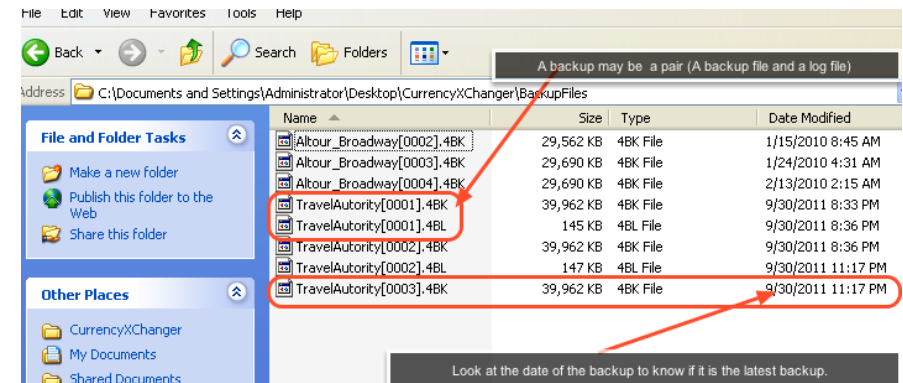 File Edit View Favorites Tools Help
Back Search Folders
A backup may be a pair (A backup file and a log file)
Address C:\Documents and Settings\Administrator\Desktop\CurrencyXChanger\BackupFiles
Name Size Type Date Modified
File and Folder Tasks
Make a new folder
Publish this folder to the
Web
Share this folder
Other Places
CurrencyXChanger
My Documents
Shared Documents
Altour_Broadway[0002].4BK 29,562 KB 4BK File 1/15/2010 8:45 AM
Altour_Broadway[0003].4BK 29,690 KB 4BK File 1/24/2010 4:31 AM
Altour_Broadway[0004].4BK 29,690 KB 4BK File 2/13/2010 2:15 AM
TravelAutority[0001].4BK 39,962 KB 4BK File 9/30/2011 8:33 PM
TravelAutority[0001].4BL 145 KB 4BL File 9/30/2011 8:36 PM
TravelAutority[0002].4BK 39,962 KB 4BK File 9/30/2011 8:36 PM
TravelAutority[0002].4BL 147 KB 4BL File 9/30/2011 11:17 PM
TravelAutority[0003].4BK 39,962 KB 4BK File 9/30/2011 11:17 PM
Look at the date of the backup to know if it is the latest backup.